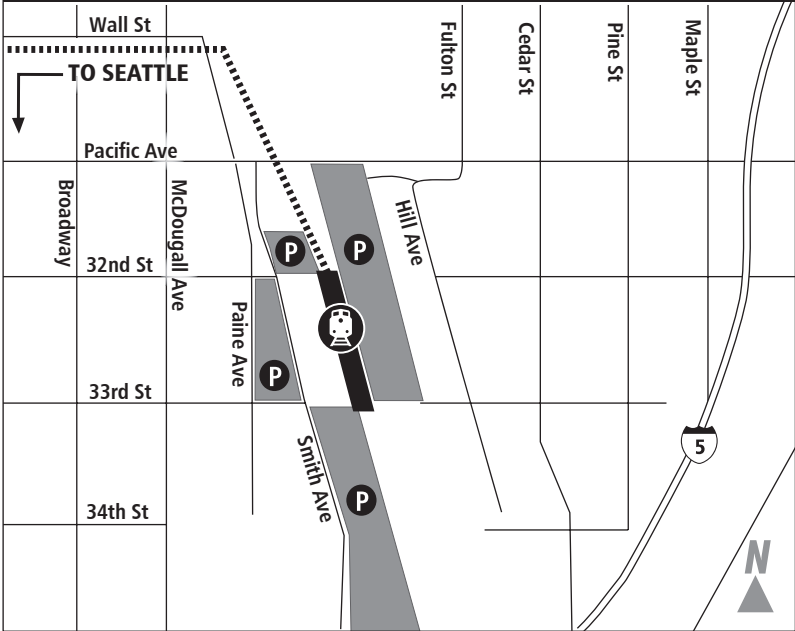 Wall St
TO SEATTLE
Fulton St
Cedar St
Pine St
Maple St
Pacific Ave
Broadway
McDougall Ave
Hill Ave
P
P
32nd St
Paine Ave
P
33rd St
Smith Ave
5
P
34th St
N